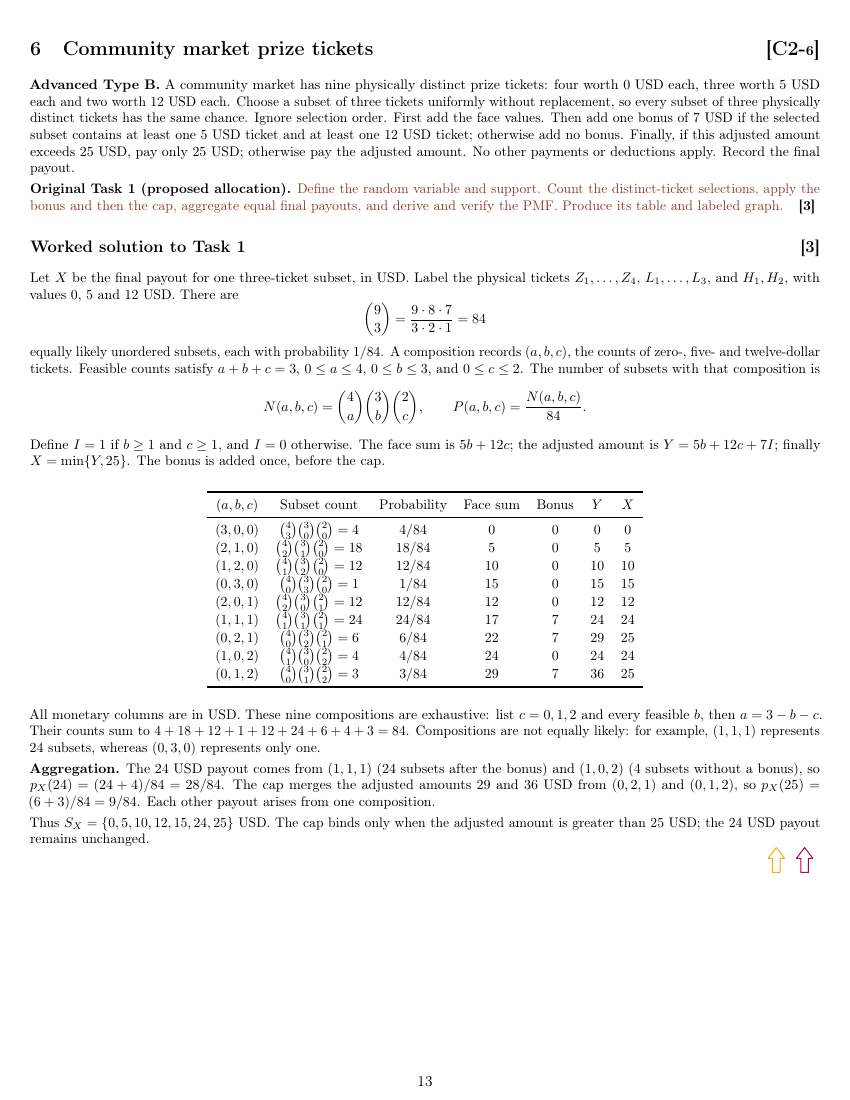 6 Community market prize tickets [C2-6]
Advanced Type B. A community market has nine physically distinct prize tickets: four worth 0 USD each, three worth 5 USD
each and two worth 12 USD each. Choose a subset of three tickets uniformly without replacement, so every subset of three physically
distinct tickets has the same chance. Ignore selection order. First add the face values. Then add one bonus of 7 USD if the selected
subset contains at least one 5 USD ticket and at least one 12 USD ticket; otherwise add no bonus. Finally, if this adjusted amount
exceeds 25 USD, pay only 25 USD; otherwise pay the adjusted amount. No other payments or deductions apply. Record the final
payout.
Original Task 1 (proposed allocation). Define the random variable and support. Count the distinct-ticket selections, apply the
bonus and then the cap, aggregate equal final payouts, and derive and verify the PMF. Produce its table and labeled graph. [3]
Worked solution to Task 1 [3]
Let X be the final payout for one three-ticket subset, in USD. Label the physical tickets Z₁, . . . , Z₄, L₁, . . . , L₃, and H₁, H₂, with
values 0, 5 and 12 USD. There are
(9 3) = 9 · 8 · 7 / 3 · 2 · 1 = 84
equally likely unordered subsets, each with probability 1/84. A composition records (a, b, c), the counts of zero-, five- and twelve-dollar
tickets. Feasible counts satisfy a + b + c = 3, 0 ≤ a ≤ 4, 0 ≤ b ≤ 3, and 0 ≤ c ≤ 2. The number of subsets with that composition is
N(a, b, c) = (4 a)(3 b)(2 c), P(a, b, c) = N(a, b, c) / 84.
Define I = 1 if b ≥ 1 and c ≥ 1, and I = 0 otherwise. The face sum is 5b + 12c; the adjusted amount is Y = 5b + 12c + 7I; finally
X = min{Y, 25}. The bonus is added once, before the cap.
(a, b, c) Subset count Probability Face sum Bonus Y X
(3, 0, 0) (4 3)(3 0)(2 0) = 4 4/84 0 0 0 0
(2, 1, 0) (4 2)(3 1)(2 0) = 18 18/84 5 0 5 5
(1, 2, 0) (4 1)(3 2)(2 0) = 12 12/84 10 0 10 10
(0, 3, 0) (4 0)(3 3)(2 0) = 1 1/84 15 0 15 15
(2, 0, 1) (4 2)(3 0)(2 1) = 12 12/84 12 0 12 12
(1, 1, 1) (4 1)(3 1)(2 1) = 24 24/84 17 7 24 24
(0, 2, 1) (4 0)(3 2)(2 1) = 6 6/84 22 7 29 25
(1, 0, 2) (4 1)(3 0)(2 2) = 4 4/84 24 0 24 24
(0, 1, 2) (4 0)(3 1)(2 2) = 3 3/84 29 7 36 25
All monetary columns are in USD. These nine compositions are exhaustive: list c = 0, 1, 2 and every feasible b, then a = 3 − b − c.
Their counts sum to 4 + 18 + 12 + 1 + 12 + 24 + 6 + 4 + 3 = 84. Compositions are not equally likely: for example, (1, 1, 1) represents
24 subsets, whereas (0, 3, 0) represents only one.
Aggregation. The 24 USD payout comes from (1, 1, 1) (24 subsets after the bonus) and (1, 0, 2) (4 subsets without a bonus), so
pX(24) = (24 + 4)/84 = 28/84. The cap merges the adjusted amounts 29 and 36 USD from (0, 2, 1) and (0, 1, 2), so pX(25) =
(6 + 3)/84 = 9/84. Each other payout arises from one composition.
Thus SX = {0, 5, 10, 12, 15, 24, 25} USD. The cap binds only when the adjusted amount is greater than 25 USD; the 24 USD payout
remains unchanged.
13